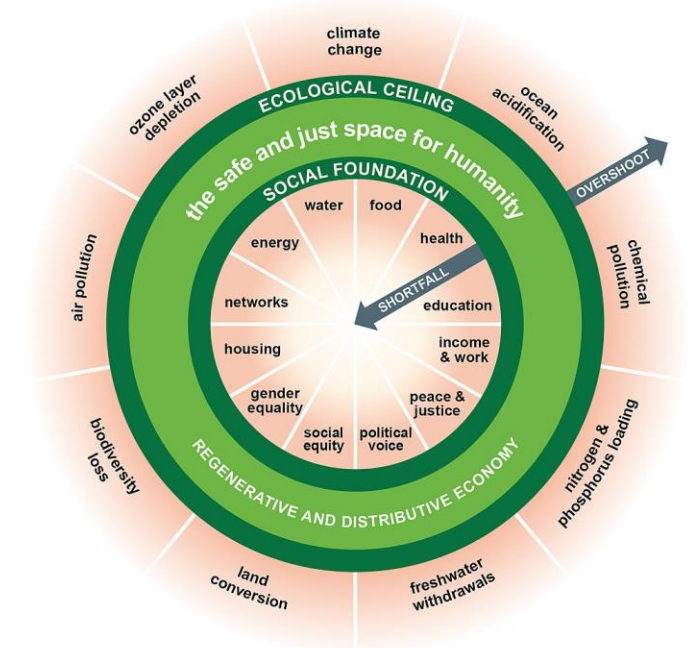 climate
change
ozone layer
depletion
ocean
acidification
ECOLOGICAL CEILING
the safe and just space for humanity
OVERSHOOT
SOCIAL FOUNDATION
water
food
energy
health
air pollution
chemical
pollution
SHORTFALL
networks
education
housing
income
& work
gender
equality
peace &
justice
social
equity
political
voice
biodiversity
loss
nitrogen &
phosphorus loading
REGENERATIVE AND DISTRIBUTIVE ECONOMY
land
conversion
freshwater
withdrawals